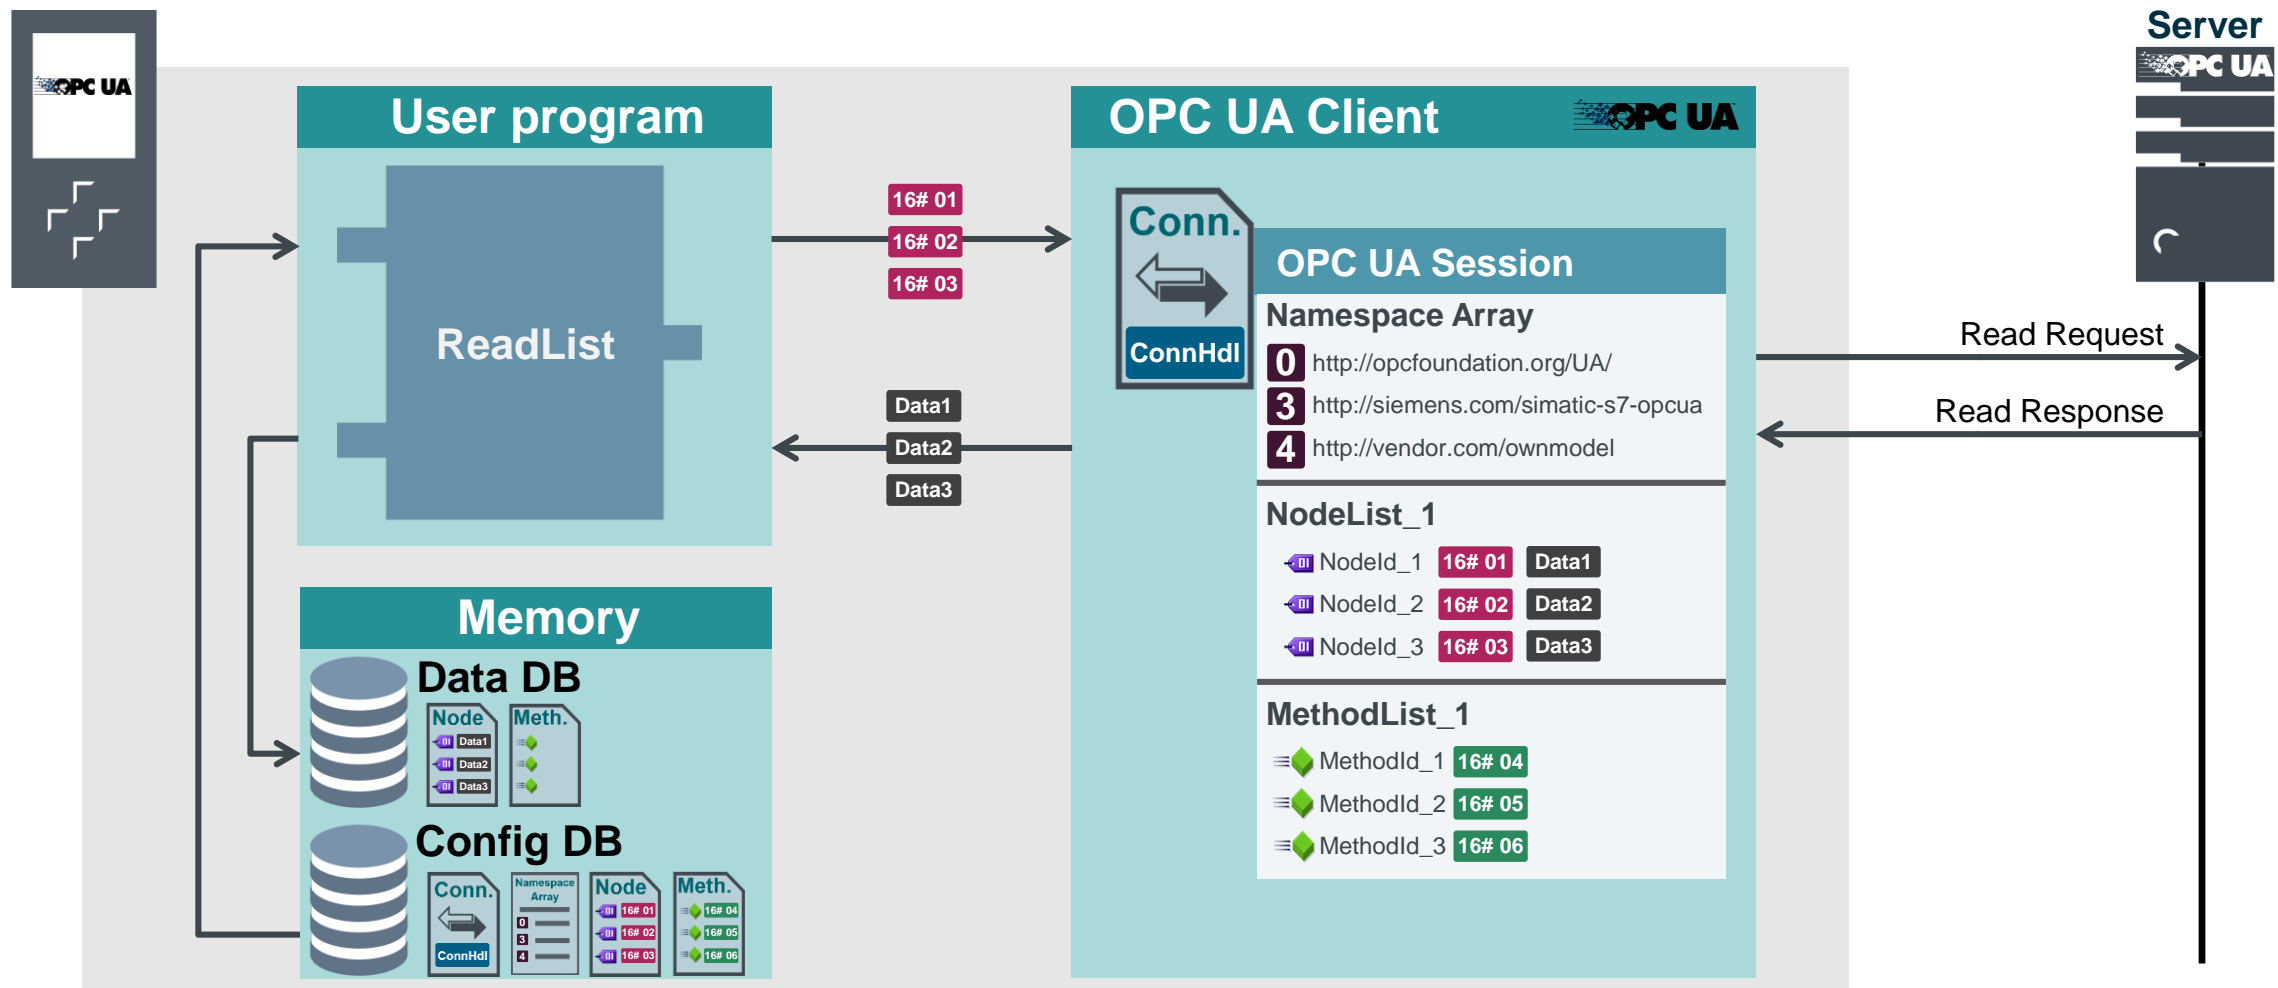 Server
OPC UA
OPC UA
User program
ReadList
16# 01
16# 02
16# 03
Data1
Data2
Data3
OPC UA Client
OPC UA
Conn.
ConnHdl
OPC UA Session
Namespace Array
0 http://opcfoundation.org/UA/
3 http://siemens.com/simatic-s7-opcua
4 http://vendor.com/ownmodel
NodeList_1
NodeId_1 16# 01 Data1
NodeId_2 16# 02 Data2
NodeId_3 16# 03 Data3
MethodList_1
MethodId_1 16# 04
MethodId_2 16# 05
MethodId_3 16# 06
Read Request
Read Response
Memory
Data DB
Node
Data1
Data2
Data3
Meth.
Config DB
Conn.
ConnHdl
Namespace
Array
0
3
4
Node
16# 01
16# 02
16# 03
Meth.
16# 04
16# 05
16# 06